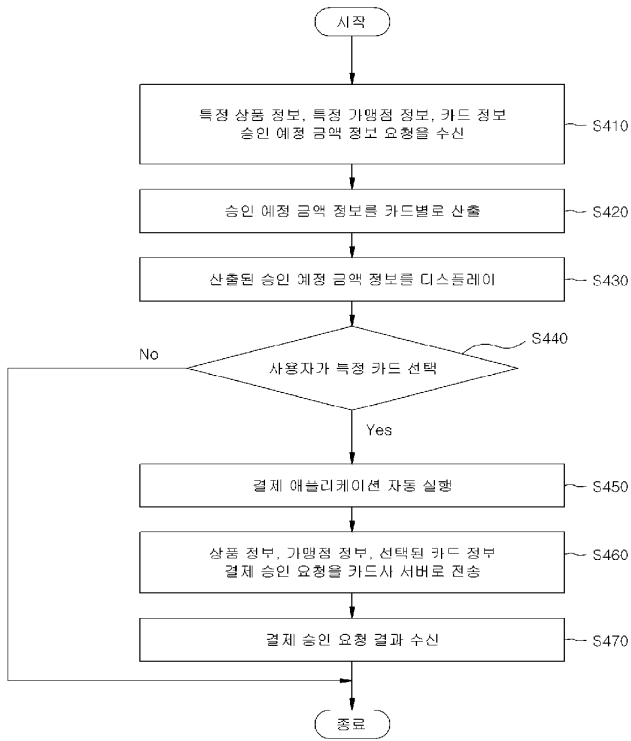 시작
특정 상품 정보, 특정 가맹점 정보, 카드 정보
승인 예정 금액 정보 요청을 수신
S410
승인 예정 금액 정보를 카드별로 산출
S420
산출된 승인 예정 금액 정보를 디스플레이
S430
S440
No
사용자가 특정 카드 선택
Yes
결제 애플리케이션 자동 실행
S450
상품 정보, 가맹점 정보, 선택된 카드 정보
결제 승인 요청을 카드사 서버로 전송
S460
결제 승인 요청 결과 수신
S470
종료